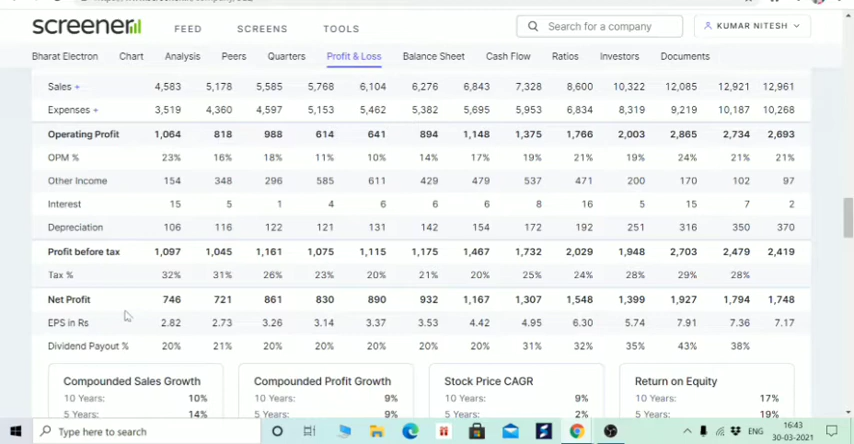 screener
FEED SCREENS TOOLS
Search for a company
KUMAR NITESH
Bharat Electron Chart Analysis Peers Quarters Profit & Loss Balance Sheet Cash Flow Ratios Investors Documents
Sales + 4,583 5,178 5,585 5,768 6,104 6,276 6,843 7,328 8,600 10,322 12,085 12,921 12,961
Expenses + 3,519 4,360 4,597 5,153 5,462 5,382 5,695 5,953 6,834 8,319 9,219 10,187 10,268
Operating Profit 1,064 818 988 614 641 894 1,148 1,375 1,766 2,003 2,865 2,734 2,693
OPM % 23% 16% 18% 11% 10% 14% 17% 19% 21% 19% 24% 21% 21%
Other Income 154 348 296 585 611 429 479 537 471 200 170 102 97
Interest 15 5 1 4 6 6 6 8 16 5 15 7 2
Depreciation 106 116 122 121 131 142 154 172 192 251 316 350 370
Profit before tax 1,097 1,045 1,161 1,075 1,115 1,175 1,467 1,732 2,029 1,948 2,703 2,479 2,419
Tax % 32% 31% 26% 23% 20% 21% 20% 25% 24% 28% 29% 28%
Net Profit 746 721 861 830 890 932 1,167 1,307 1,548 1,399 1,927 1,794 1,748
EPS in Rs 2.82 2.73 3.26 3.14 3.37 3.53 4.42 4.95 6.30 5.74 7.91 7.36 7.17
Dividend Payout % 20% 21% 20% 20% 20% 20% 20% 31% 32% 35% 43% 38%
Compounded Sales Growth Compounded Profit Growth Stock Price CAGR Return on Equity
10 Years: 10% 10 Years: 9% 10 Years: 9% 10 Years: 17%
5 Years: 14% 5 Years: 9% 5 Years: 2% 5 Years: 19%
Type here to search
ENG
16:43
30-03-2021